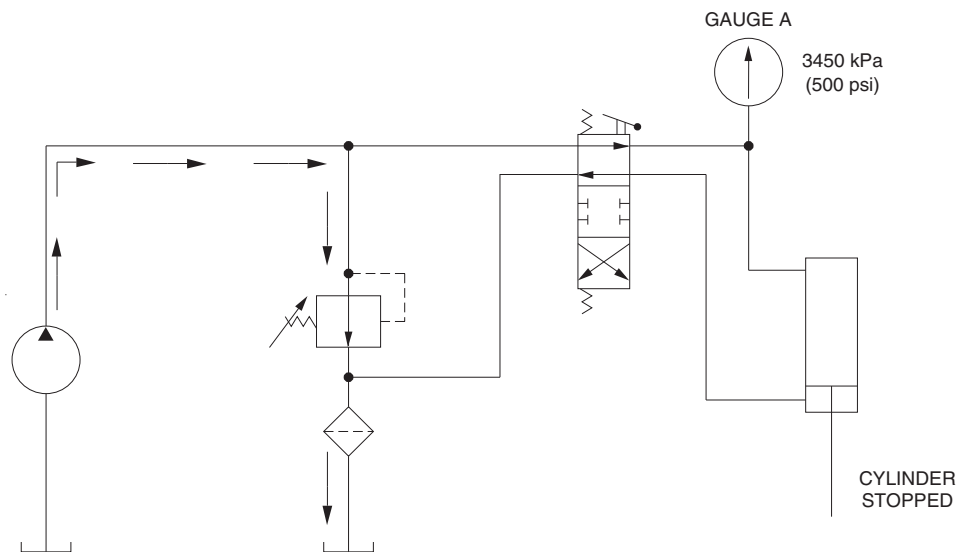 GAUGE A
3450 kPa
(500 psi)
CYLINDER
STOPPED